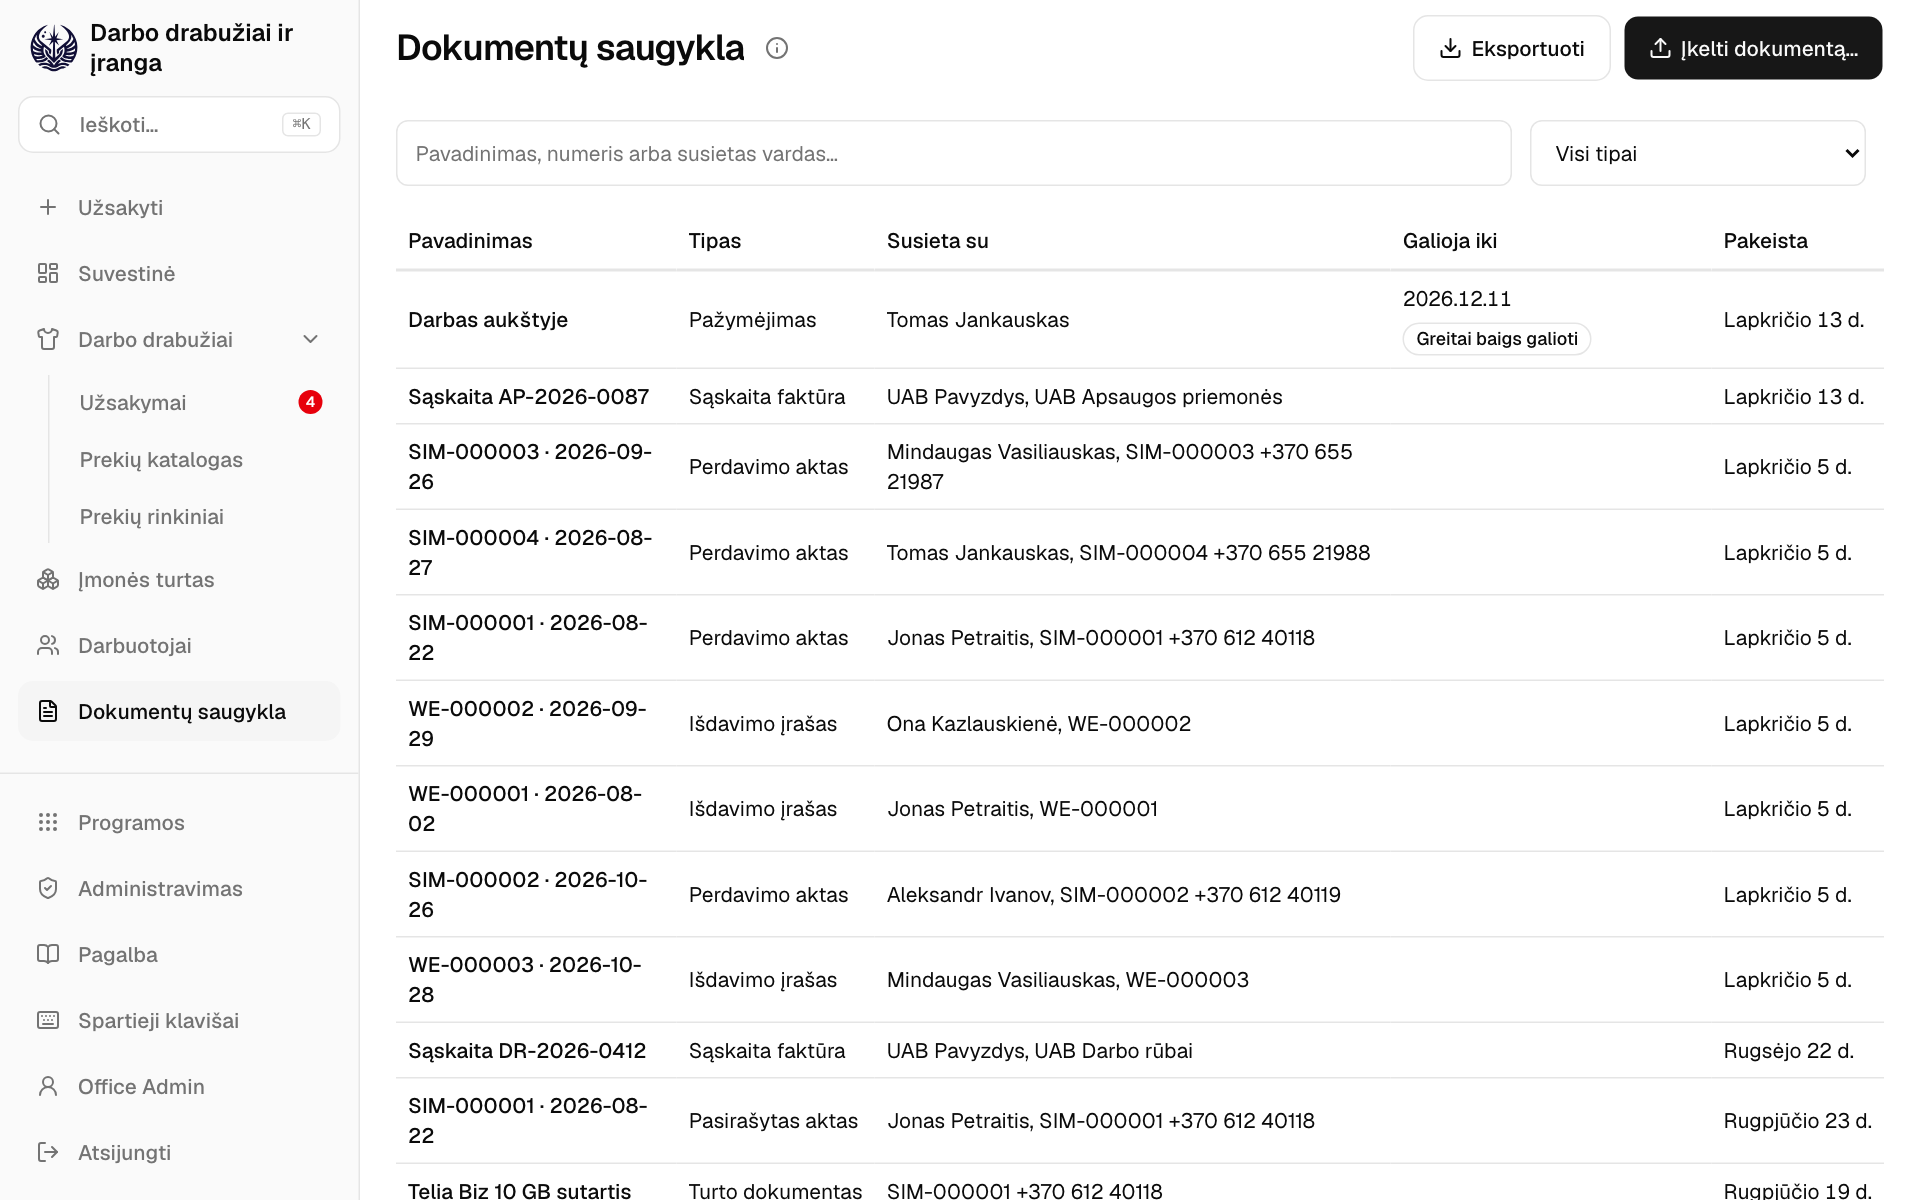 Darbo drabužiai ir
įranga
Ieškoti...
⌘K
Užsakyti
Suvestinė
Darbo drabužiai
Užsakymai
4
Prekių katalogas
Prekių rinkiniai
Įmonės turtas
Darbuotojai
Dokumentų saugykla
Programos
Administravimas
Pagalba
Spartieji klavišai
Office Admin
Atsijungti
Dokumentų saugykla
Eksportuoti
Įkelti dokumentą...
Pavadinimas, numeris arba susietas vardas...
Visi tipai
Pavadinimas Tipas Susieta su Galioja iki Pakeista
Darbas aukštyje Pažymėjimas Tomas Jankauskas 2026.12.11 Lapkričio 13 d.
Greitai baigs galioti
Sąskaita AP-2026-0087 Sąskaita faktūra UAB Pavyzdys, UAB Apsaugos priemonės Lapkričio 13 d.
SIM-000003 · 2026-09- Perdavimo aktas Mindaugas Vasiliauskas, SIM-000003 +370 655 Lapkričio 5 d.
26 21987
SIM-000004 · 2026-08- Perdavimo aktas Tomas Jankauskas, SIM-000004 +370 655 21988 Lapkričio 5 d.
27
SIM-000001 · 2026-08- Perdavimo aktas Jonas Petraitis, SIM-000001 +370 612 40118 Lapkričio 5 d.
22
WE-000002 · 2026-09- Išdavimo įrašas Ona Kazlauskienė, WE-000002 Lapkričio 5 d.
29
WE-000001 · 2026-08- Išdavimo įrašas Jonas Petraitis, WE-000001 Lapkričio 5 d.
02
SIM-000002 · 2026-10- Perdavimo aktas Aleksandr Ivanov, SIM-000002 +370 612 40119 Lapkričio 5 d.
26
WE-000003 · 2026-10- Išdavimo įrašas Mindaugas Vasiliauskas, WE-000003 Lapkričio 5 d.
28
Sąskaita DR-2026-0412 Sąskaita faktūra UAB Pavyzdys, UAB Darbo rūbai Rugsėjo 22 d.
SIM-000001 · 2026-08- Pasirašytas aktas Jonas Petraitis, SIM-000001 +370 612 40118 Rugpjūčio 23 d.
22
Telia Biz 10 GB sutartis Turto dokumentas SIM-000001 +370 612 40118 Rugpjūčio 19 d.